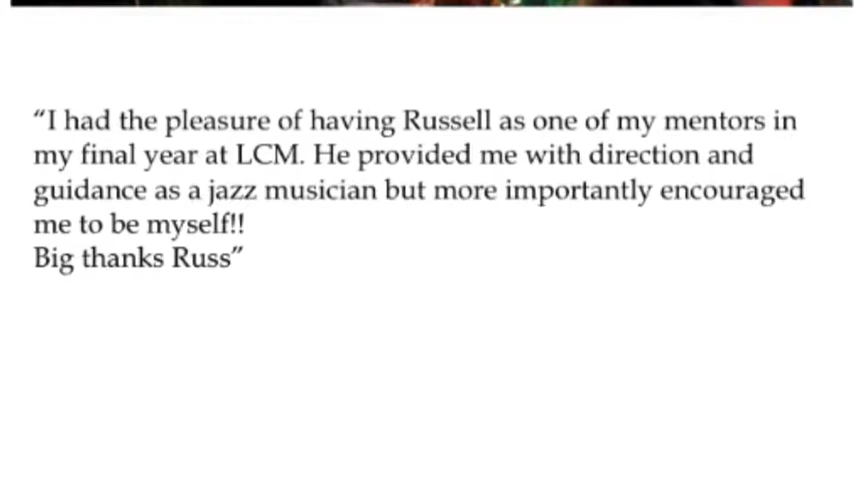 “I had the pleasure of having Russell as one of my mentors in
my final year at LCM. He provided me with direction and
guidance as a jazz musician but more importantly encouraged
me to be myself!!
Big thanks Russ”